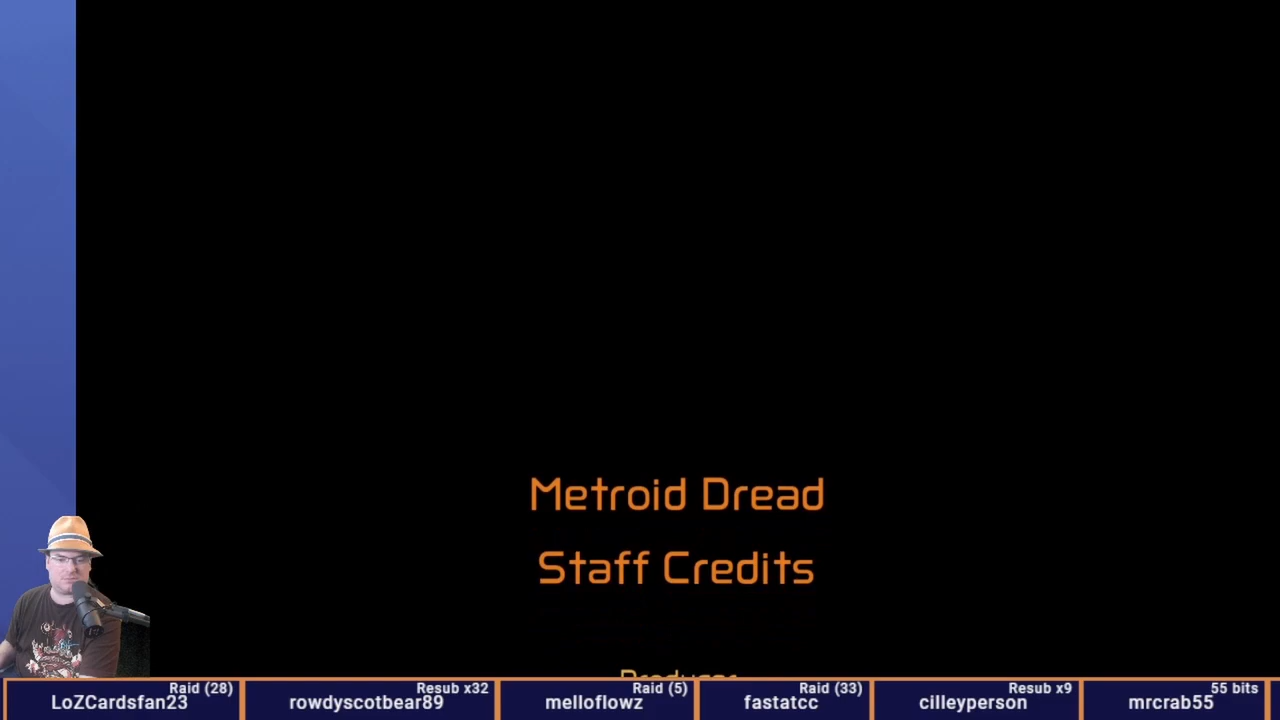 Metroid Dread
Staff Credits
Producer
Raid (28)
LoZCardsfan23
Resub x32
rowdyscotbear89
Raid (5)
melloflowz
Raid (33)
fastatcc
Resub x9
cilleyperson
55 bits
mrcrab55